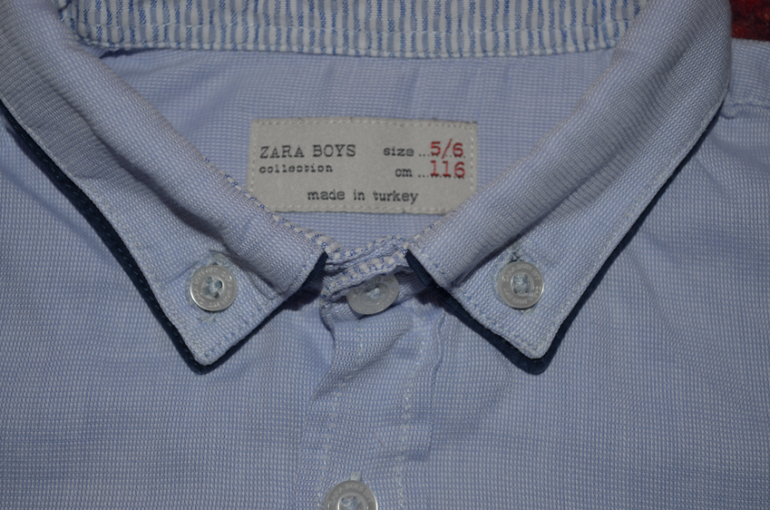 ZARA BOYS size ..5/6
collection cm ..116
made in turkey